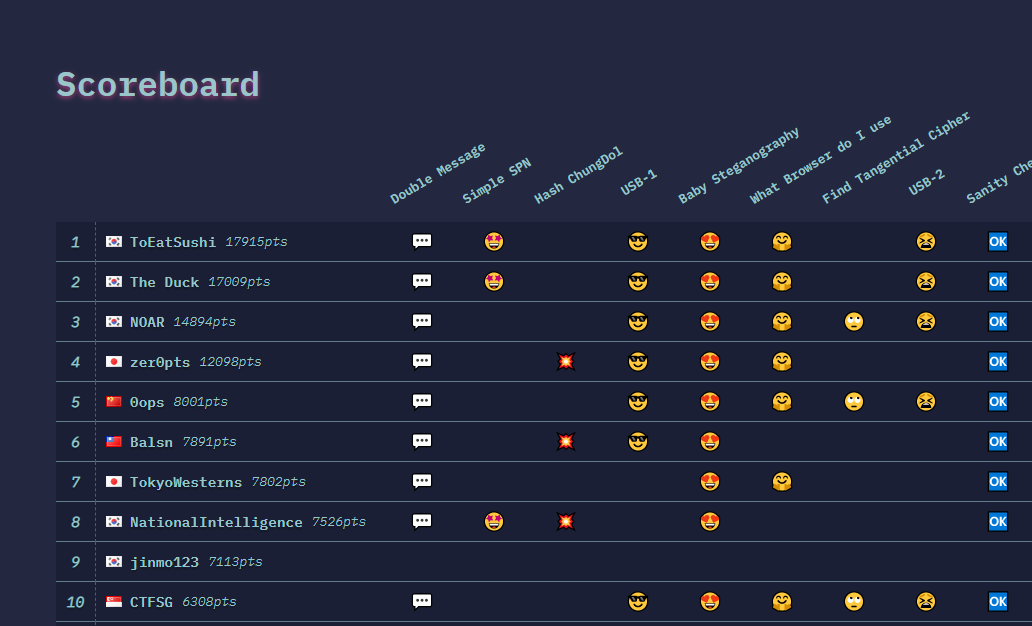 Scoreboard
Double Message
Simple SPN
Hash ChungDol
USB-1
Baby Steganography
What Browser do I use
Find Tangential Cipher
USB-2
Sanity Che
1 ToEatSushi 17915pts OK
2 The Duck 17009pts OK
3 NOAR 14894pts OK
4 zer0pts 12098pts OK
5 0ops 8001pts OK
6 Balsn 7891pts OK
7 TokyoWesterns 7802pts OK
8 NationalIntelligence 7526pts OK
9 jinmo123 7113pts
10 CTFSG 6308pts OK